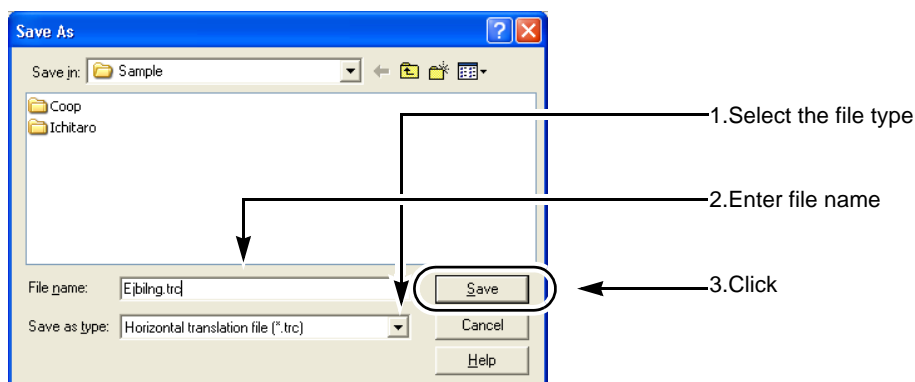 Save As
Save in: Sample
Coop
Ichitaro
1.Select the file type
2.Enter file name
File name: Ejbilng.trc Save
3.Click
Save as type: Horizontal translation file (*.trc) Cancel
Help